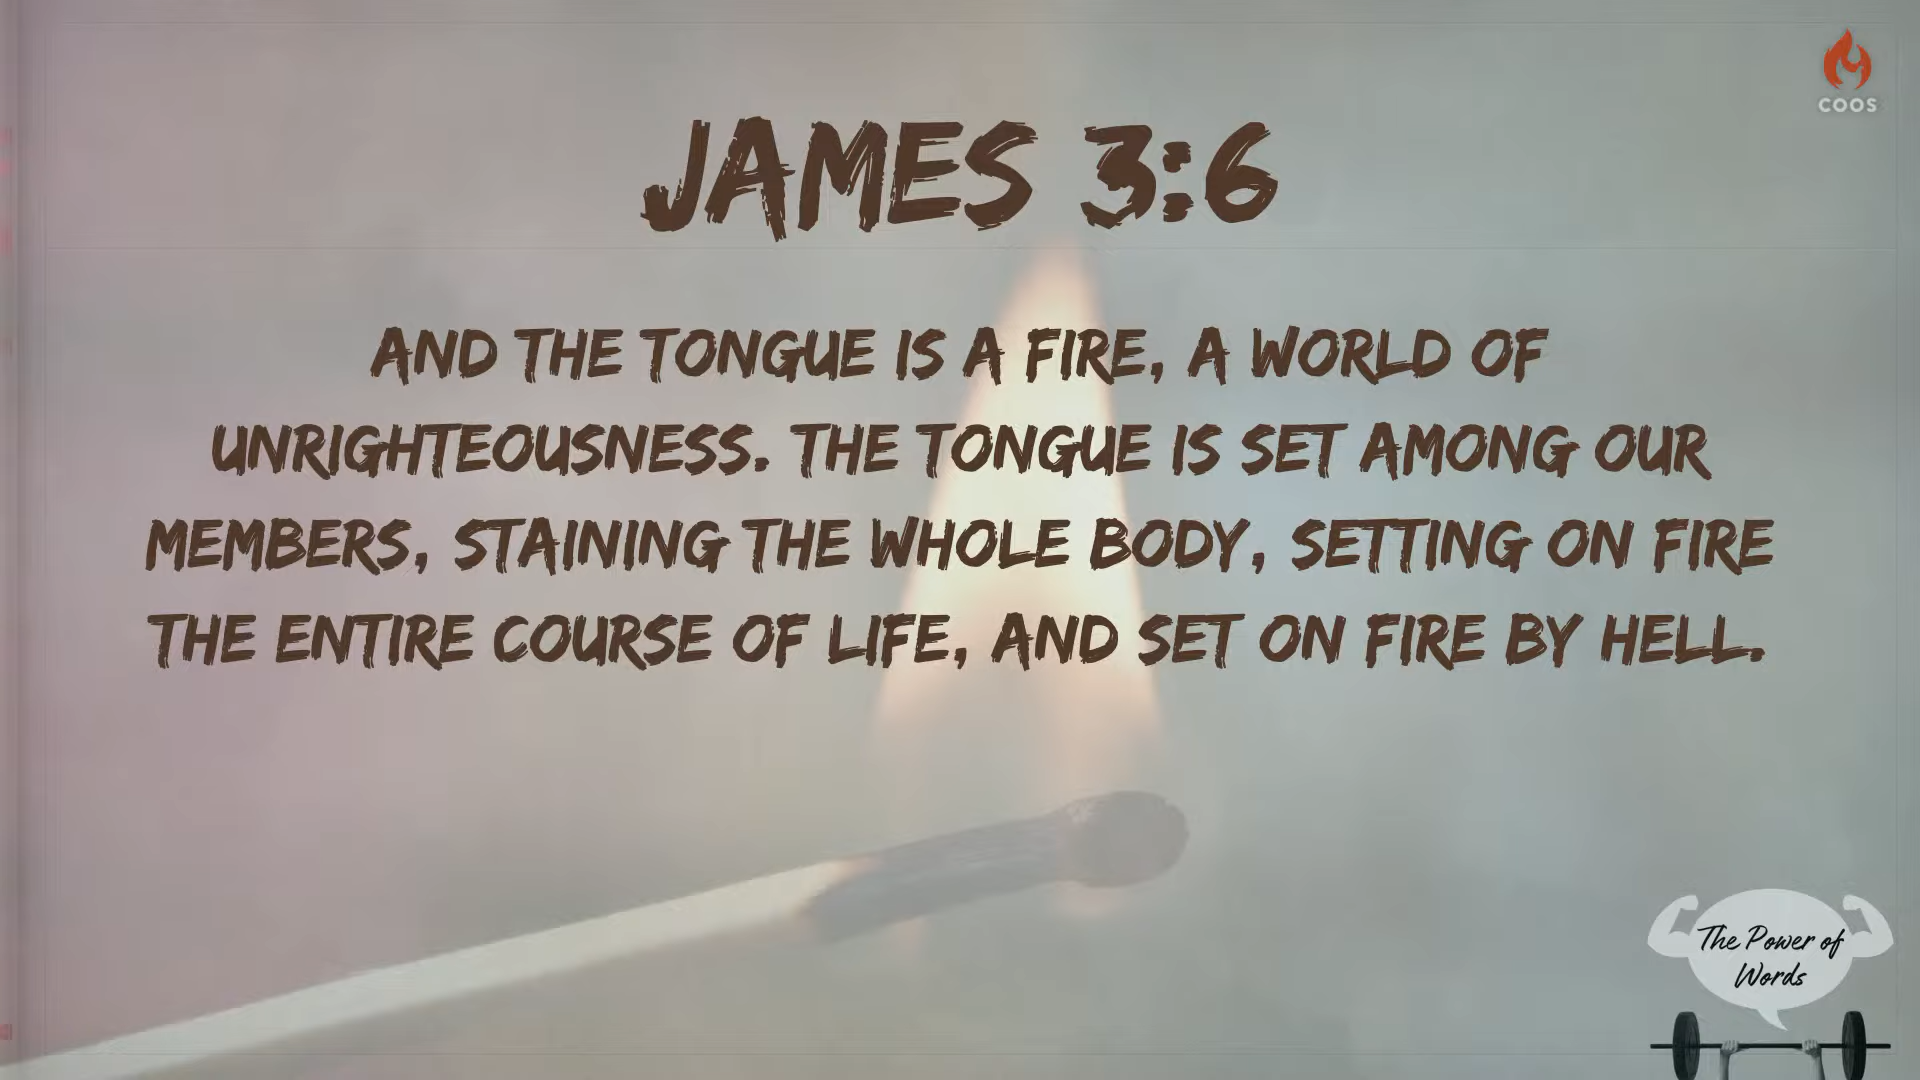 COOS
JAMES 3:6
AND THE TONGUE IS A FIRE, A WORLD OF
UNRIGHTEOUSNESS. THE TONGUE IS SET AMONG OUR
MEMBERS, STAINING THE WHOLE BODY, SETTING ON FIRE
THE ENTIRE COURSE OF LIFE, AND SET ON FIRE BY HELL.
The Power of
Words